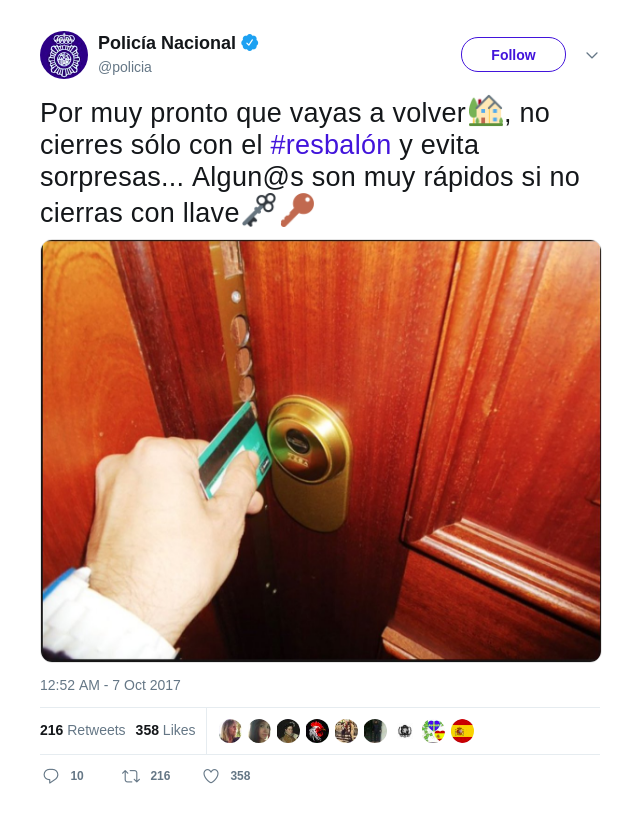 Policía Nacional
@policia
Follow
Por muy pronto que vayas a volver🏡, no
cierres sólo con el #resbalón y evita
sorpresas... Algun@s son muy rápidos si no
cierras con llave🗝🔑
12:52 AM - 7 Oct 2017
216 Retweets 358 Likes
10 216 358